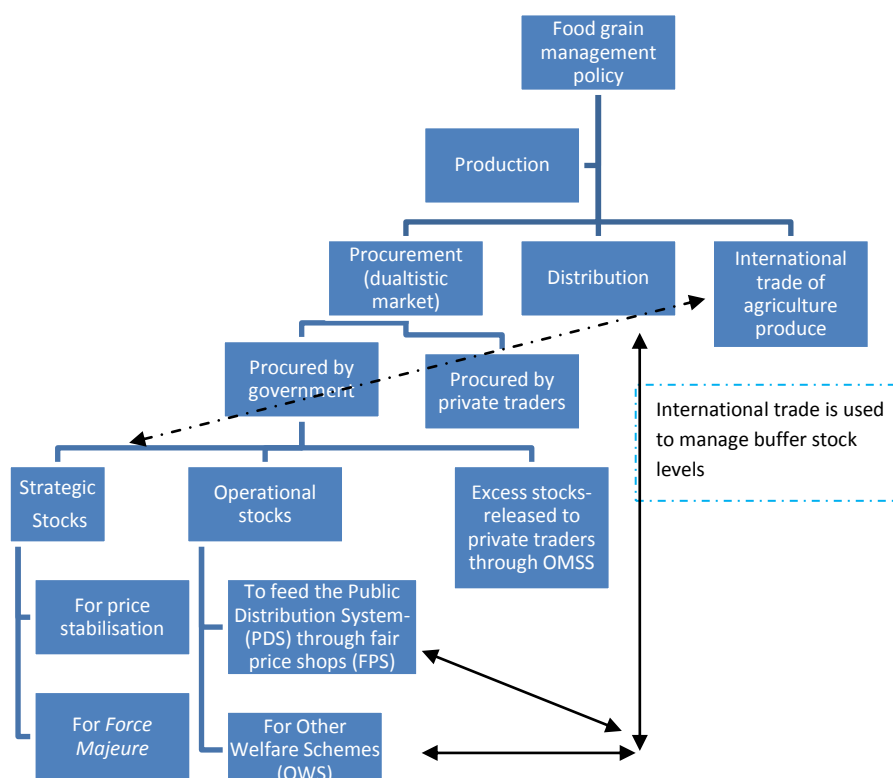 Food grain
management
policy
Production
Procurement
(dualtistic
market)
Distribution
International
trade of
agriculture
produce
Procured by
government
Procured by
private traders
International trade is used
to manage buffer stock
levels
Strategic
Stocks
Operational
stocks
Excess stocks-
released to
private traders
through OMSS
For price
stabilisation
To feed the Public
Distribution System-
(PDS) through fair
price shops (FPS)
For Force
Majeure
For Other
Welfare Schemes
(OWS)